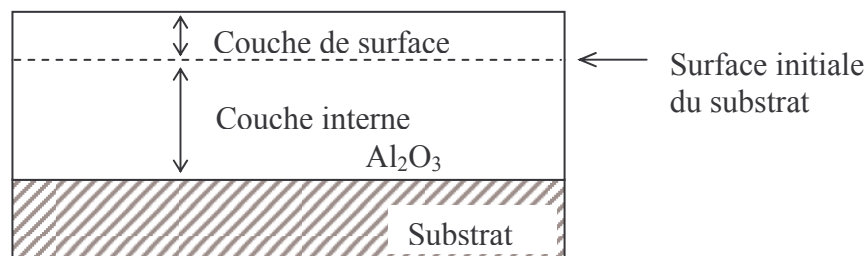 Couche de surface
Surface initiale
du substrat
Couche interne
Al₂O₃
Substrat